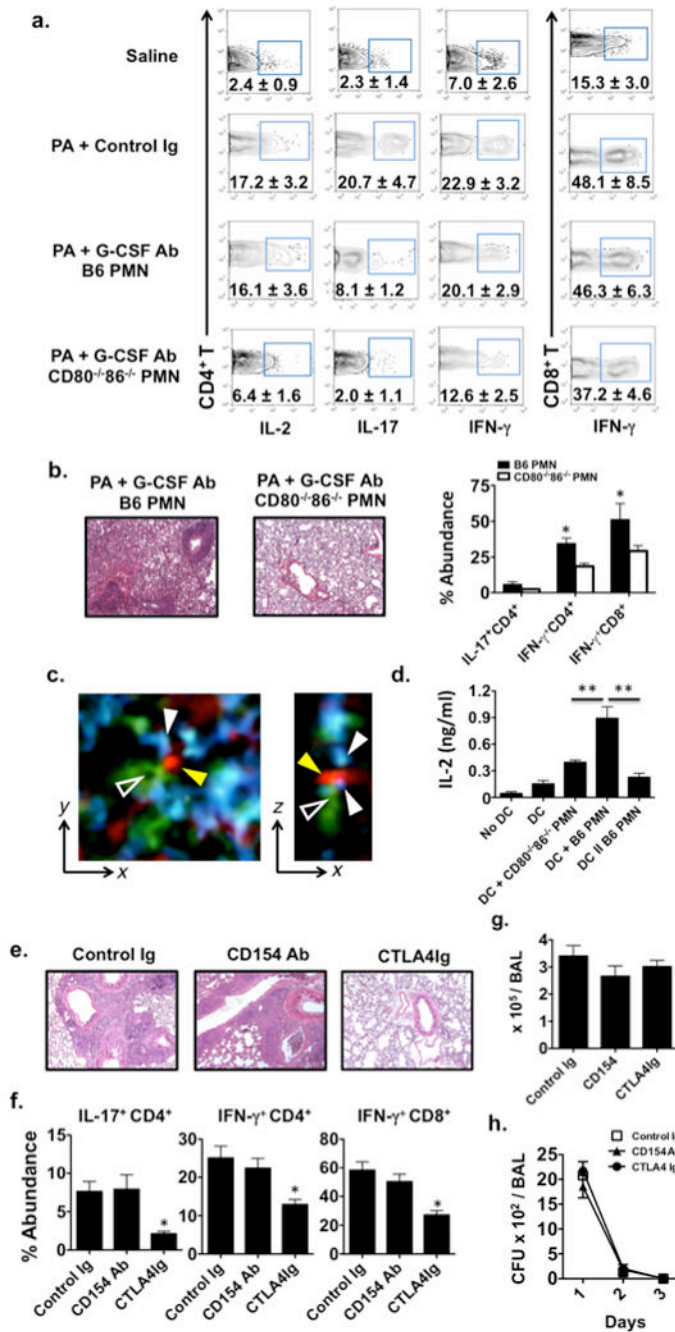 a.
Saline
2.4 ± 0.9 2.3 ± 1.4 7.0 ± 2.6 15.3 ± 3.0
PA + Control Ig
17.2 ± 3.2 20.7 ± 4.7 22.9 ± 3.2 48.1 ± 8.5
PA + G-CSF Ab
B6 PMN
16.1 ± 3.6 8.1 ± 1.2 20.1 ± 2.9 46.3 ± 6.3
PA + G-CSF Ab
CD80-/-86-/- PMN
6.4 ± 1.6 2.0 ± 1.1 12.6 ± 2.5 37.2 ± 4.6
CD4+ T
CD8+ T
IL-2 IL-17 IFN-γ IFN-γ
b.
PA + G-CSF Ab
B6 PMN
PA + G-CSF Ab
CD80-/-86-/- PMN
B6 PMN
CD80-/-86-/- PMN
% Abundance
75
50
25
0
* *
IL-17+CD4+ IFN-γ+CD4+ IFN-γ+CD8+
c.
y
x
z
x
d.
IL-2 (ng/ml)
1.2
0.9
0.6
0.3
0
** **
No DC
DC
DC + CD80-/-86-/- PMN
DC + B6 PMN
DC II B6 PMN
e.
Control Ig CD154 Ab CTLA4Ig
g.
x 10⁵ / BAL
5
4
3
2
1
0
Control Ig CD154 CTLA4Ig
f.
IL-17+ CD4+ IFN-γ+ CD4+ IFN-γ+ CD8+
% Abundance
15
10
5
0
*
Control Ig CD154 Ab CTLA4Ig
30
20
10
0
*
Control Ig CD154 Ab CTLA4Ig
80
60
40
20
0
*
Control Ig CD154 Ab CTLA4Ig
h.
Control Ig
CD154A
CTLA4 Ig
CFU x 10² / BAL
25
20
15
10
5
0
1 2 3
Days